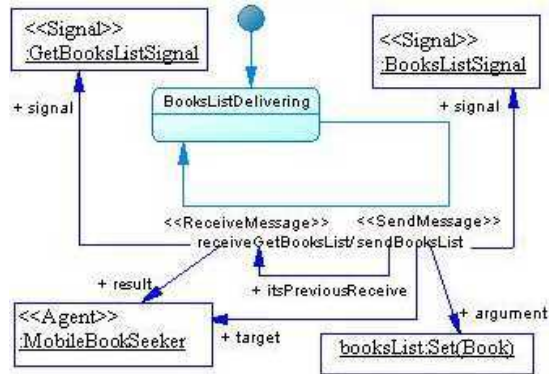 <<Signal>>
:GetBooksListSignal
<<Signal>>
:BooksListSignal
+ signal
BooksListDelivering
+ signal
<<ReceiveMessage>>
<<SendMessage>>
receiveGetBooksList/sendBooksList
+ result
+ itsPreviousReceive
<<Agent>>
:MobileBookSeeker
+ target
+ argument
booksList:Set(Book)